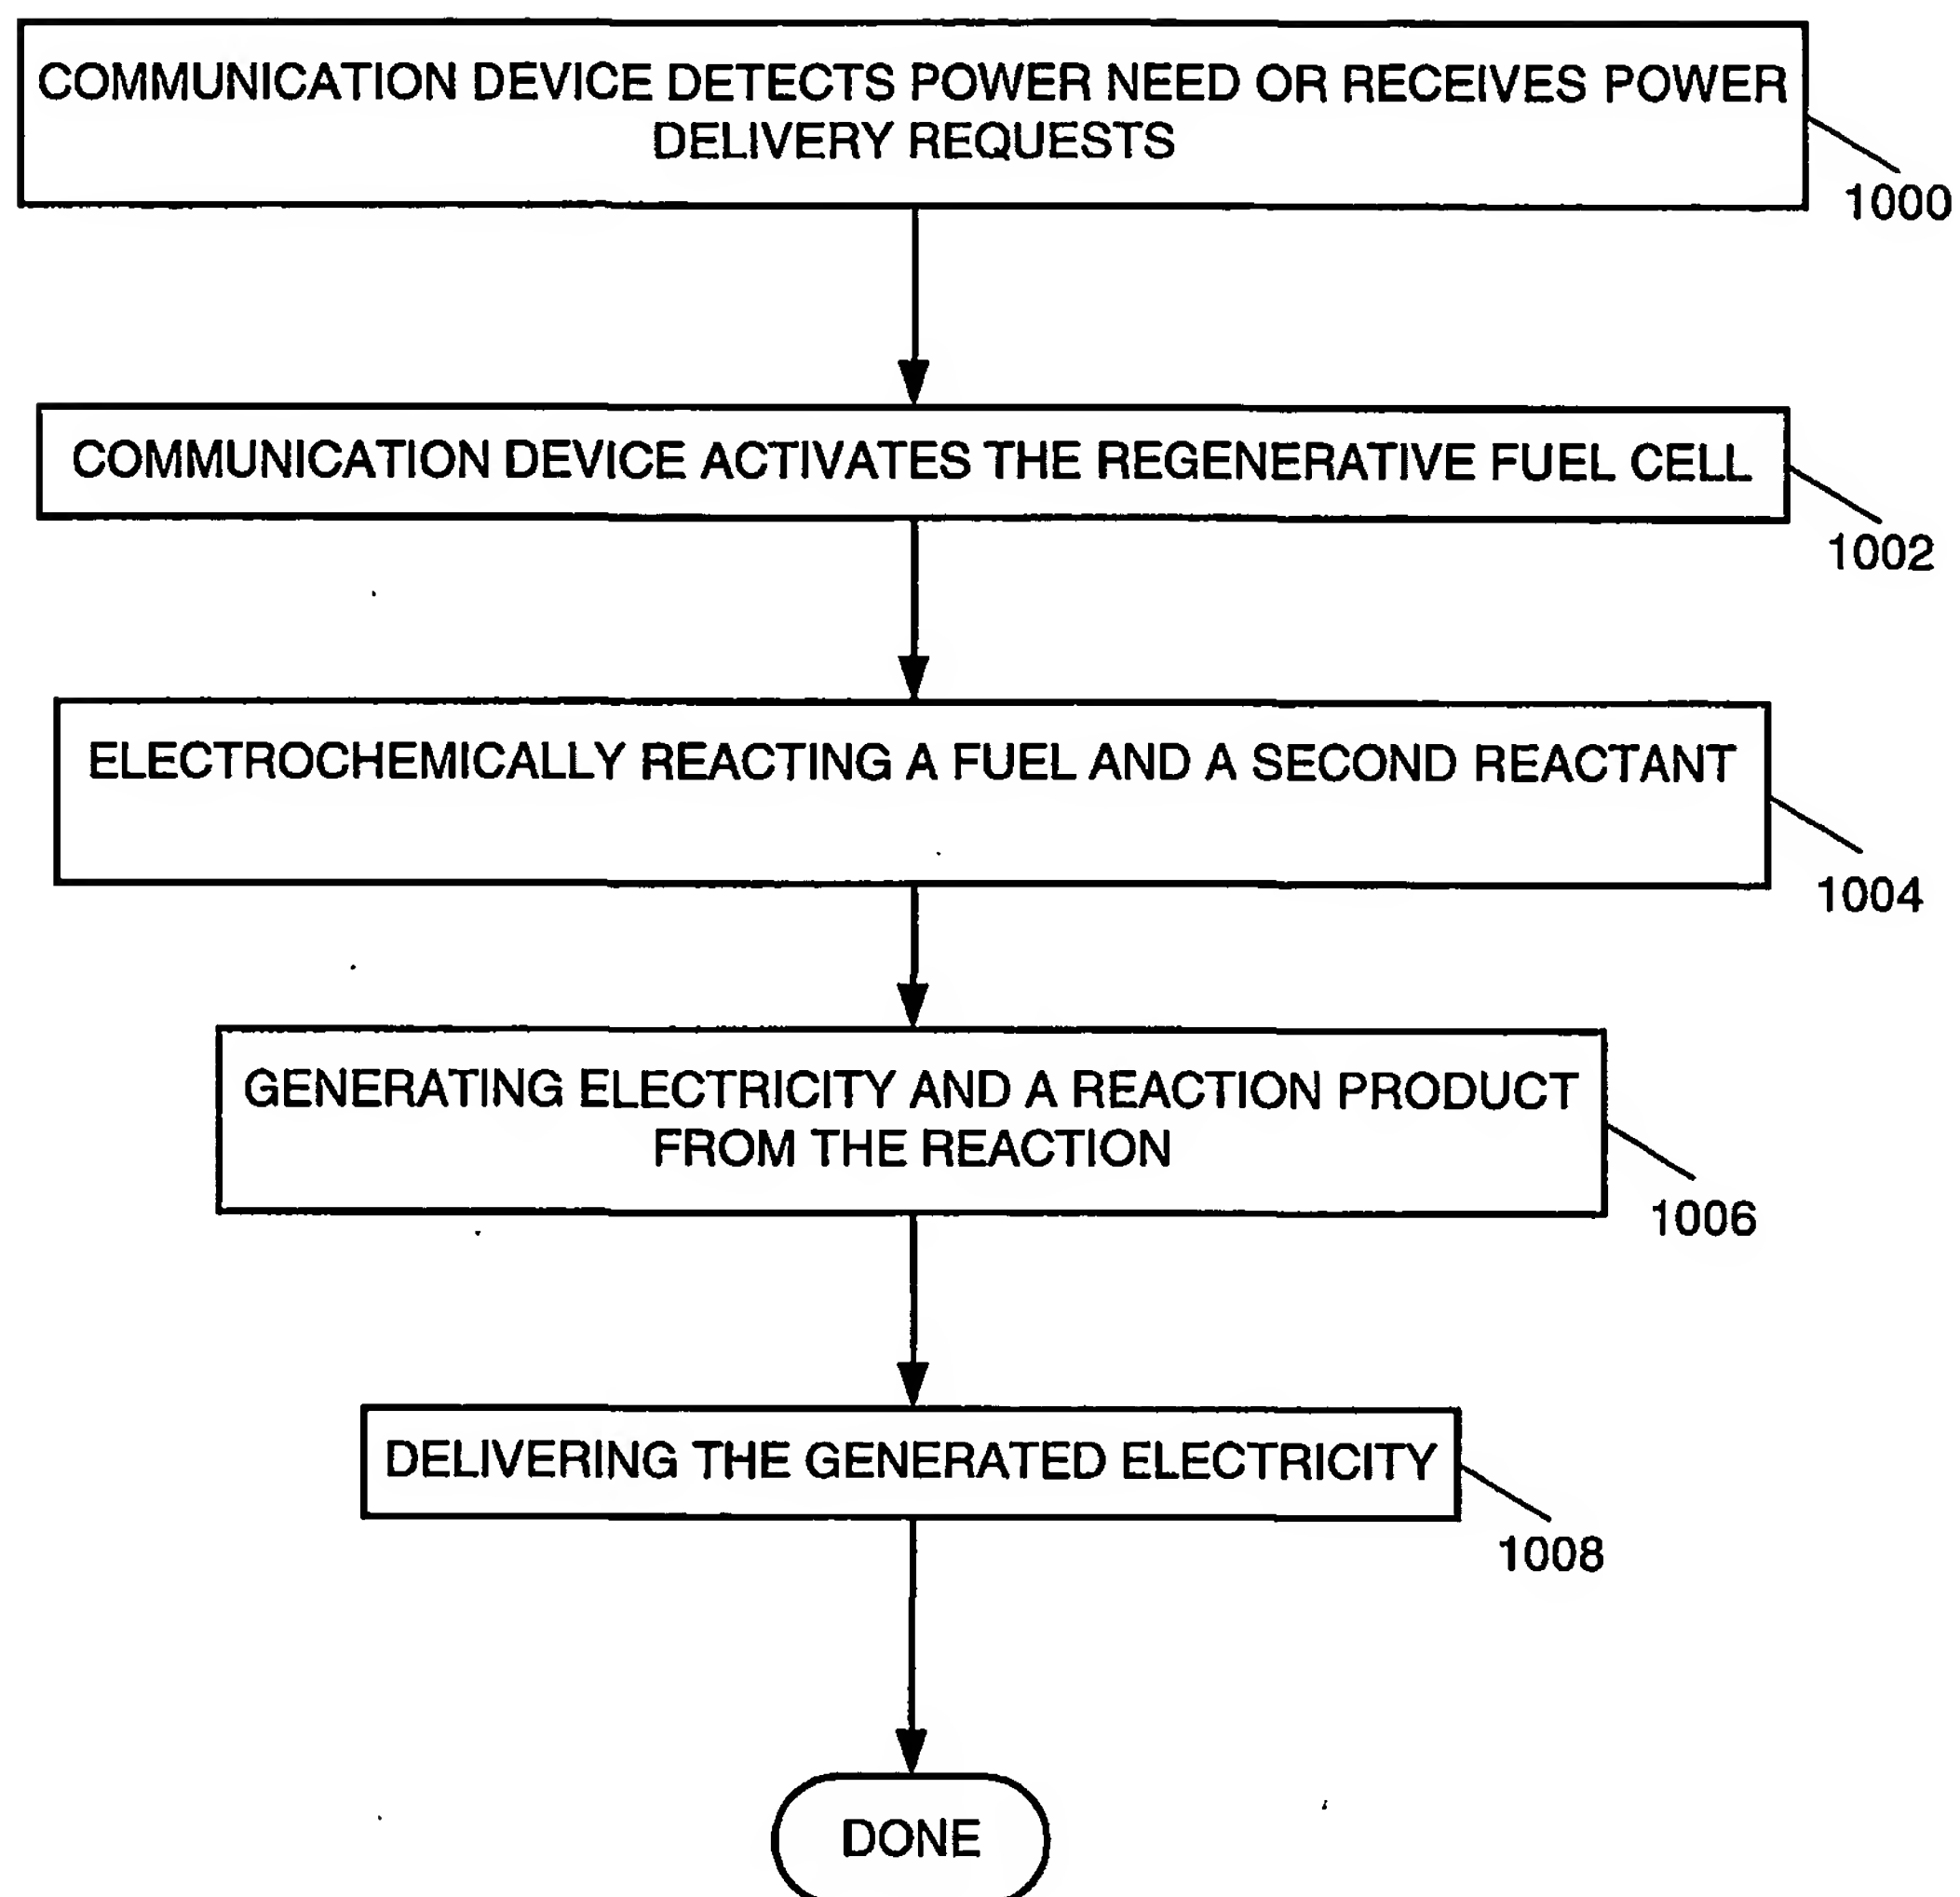 COMMUNICATION DEVICE DETECTS POWER NEED OR RECEIVES POWER
DELIVERY REQUESTS
1000
COMMUNICATION DEVICE ACTIVATES THE REGENERATIVE FUEL CELL
1002
ELECTROCHEMICALLY REACTING A FUEL AND A SECOND REACTANT
1004
GENERATING ELECTRICITY AND A REACTION PRODUCT
FROM THE REACTION
1006
DELIVERING THE GENERATED ELECTRICITY
1008
DONE